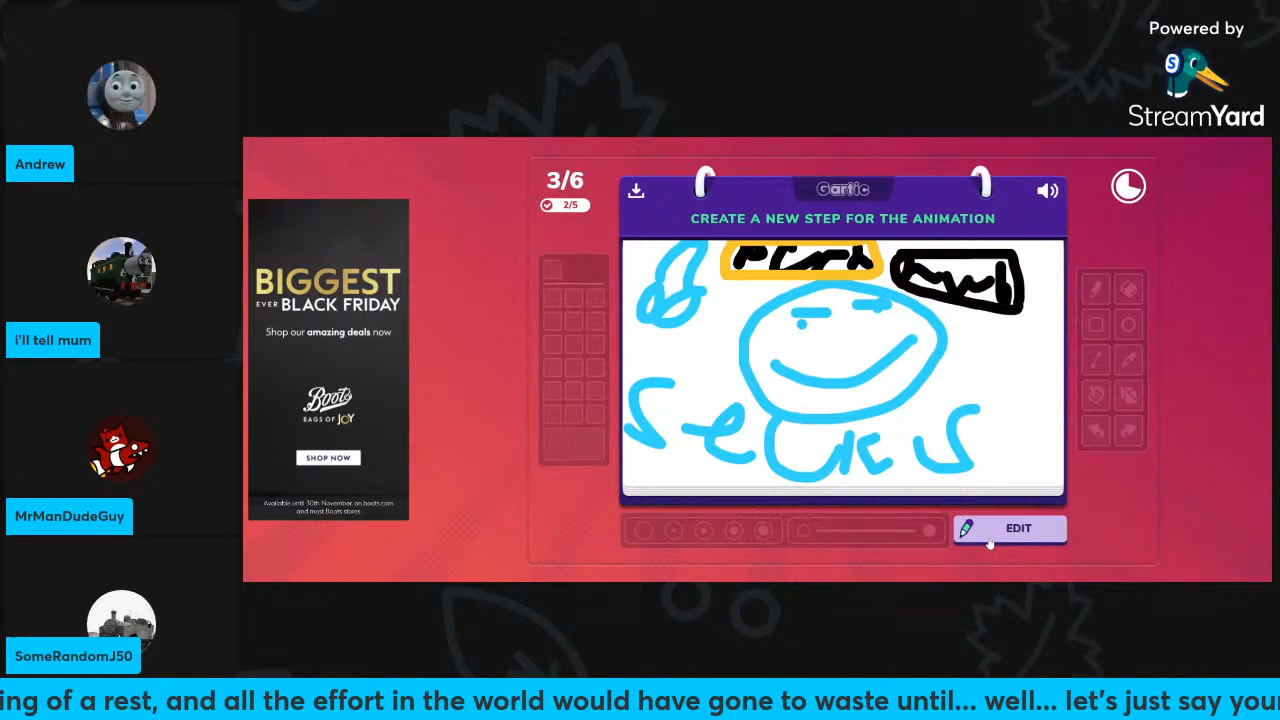 Powered by
StreamYard
Andrew
i'll tell mum
MrManDudeGuy
SomeRandomJ50
BIGGEST
EVER BLACK FRIDAY
Shop our amazing deals now
Boots
BAGS OF JOY
SHOP NOW
Available until 30th November, on boots.com
and most Boots stores
3/6
2/5
Gartic
CREATE A NEW STEP FOR THE ANIMATION
EDIT
ing of a rest, and all the effort in the world would have gone to waste until... well... let's just say your